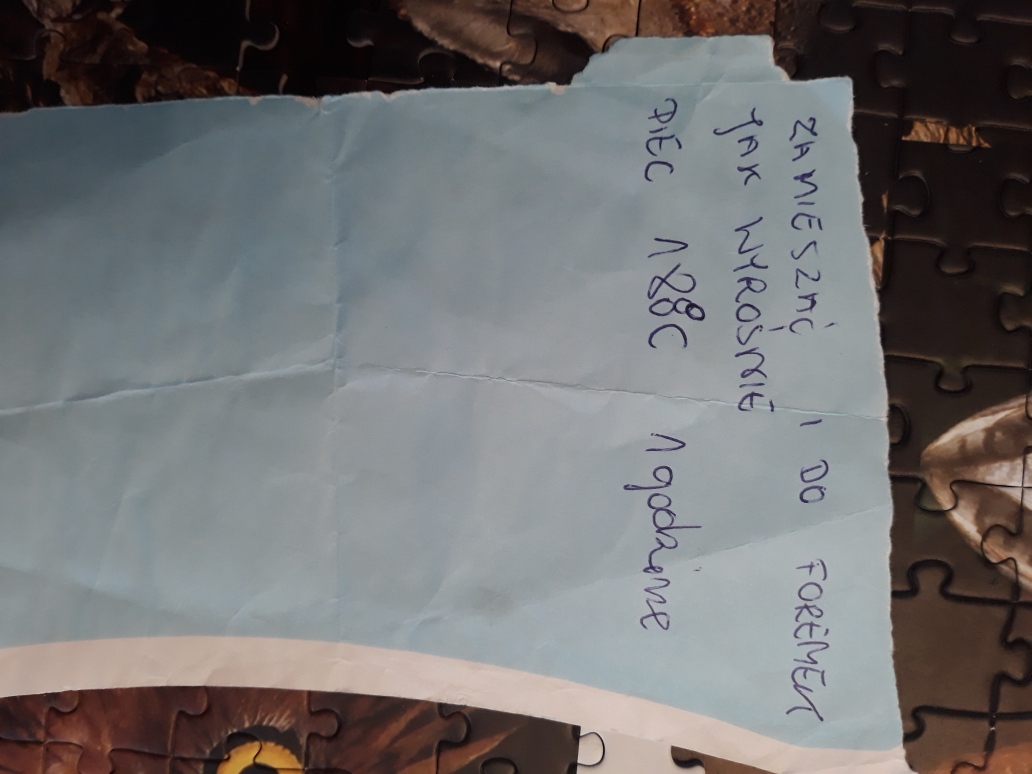 ZAMIESZAĆ I DO FOREMEK
JAK WYROŚNIE
PIEC 180C 1 godzinę